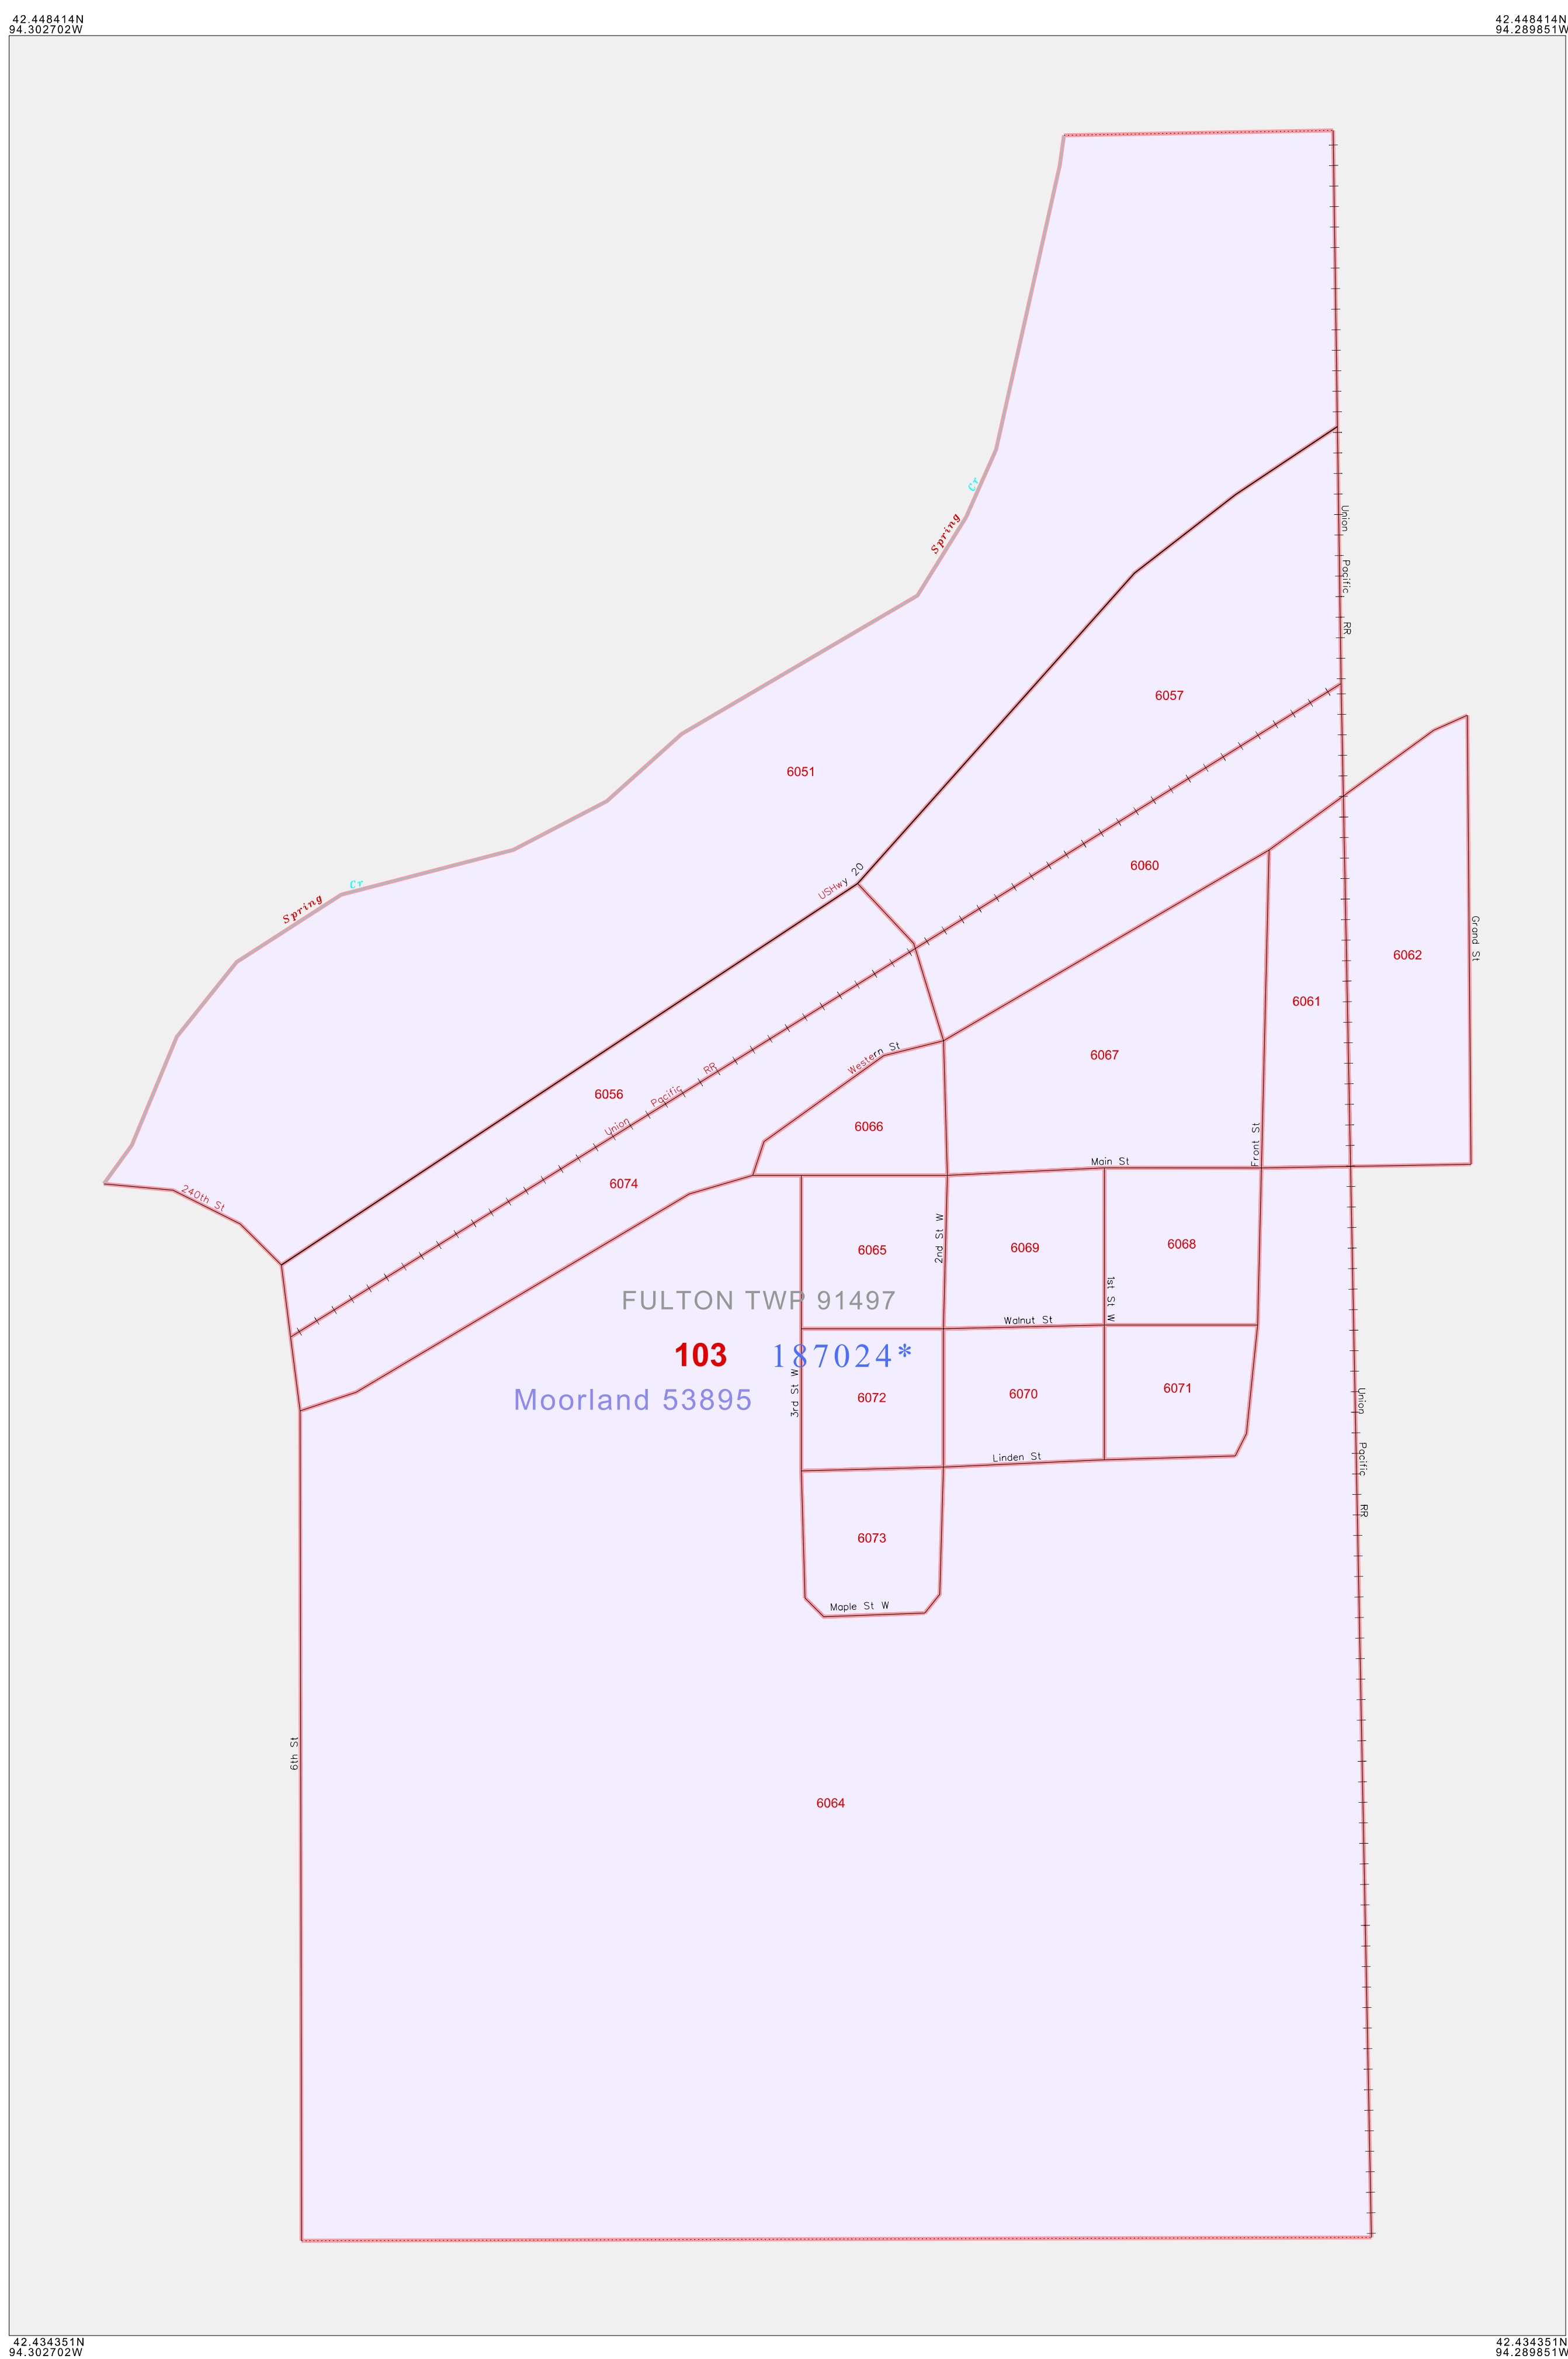 42.448414N
94.302702W
42.448414N
94.289851W
Spring Cr
Union Pacific RR
6057
6051
USHwy 20
6060
Spring Cr
Grand St
6062
6061
Western St
6067
Union Pacific RR
6056
6066
Front St
Main St
6074
240th St
2nd St W
6065
6069
6068
1st St W
FULTON TWP 91497
Walnut St
103
187024*
3rd St W
Moorland 53895
6072
6070
6071
Union Pacific RR
Linden St
6073
Maple St W
6th St
6064
42.434351N
94.302702W
42.434351N
94.289851W